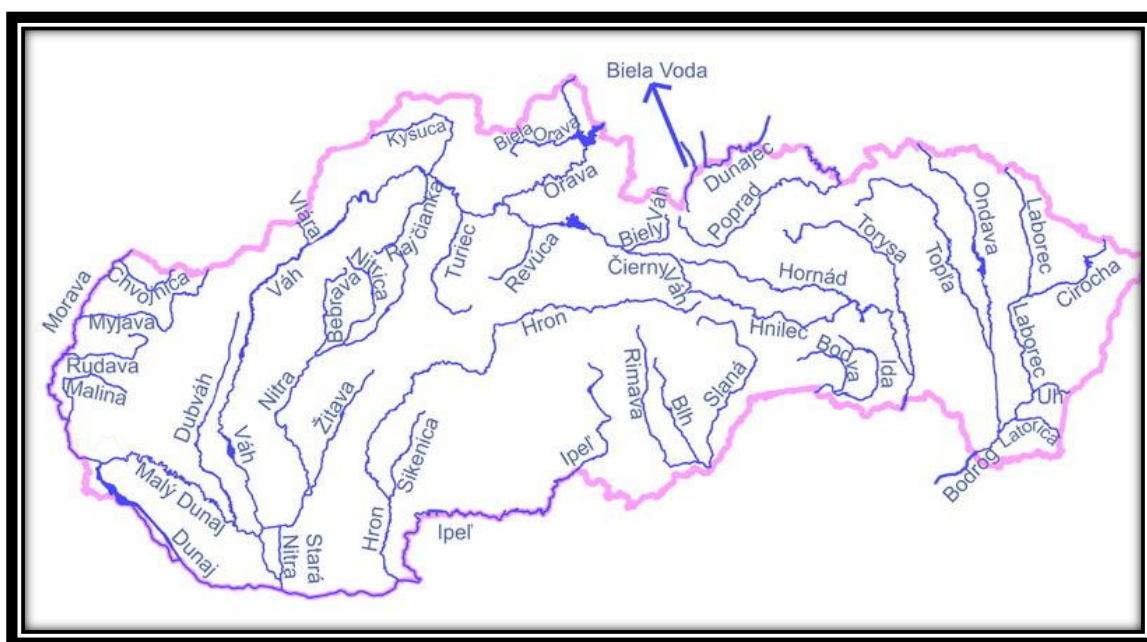 Biela Voda
Kysuca
Biela Orava
Orava
Dunajec
Poprad
Vlára
Váh
Rajčianka
Turiec
Revúca
Biely Váh
Čierny Váh
Hornád
Torysa
Topľa
Ondava
Laborec
Cirocha
Morava
Chvojnica
Myjava
Rudava
Malina
Nitrica
Bebrava
Nitra
Žitava
Dubváh
Váh
Malý Dunaj
Dunaj
Stará
Nitra
Hron
Sikenica
Hron
Ipeľ
Ipeľ
Rimava
Blh
Slaná
Hnilec
Bodva
Ida
Laborec
Uh
Latorica
Bodrog